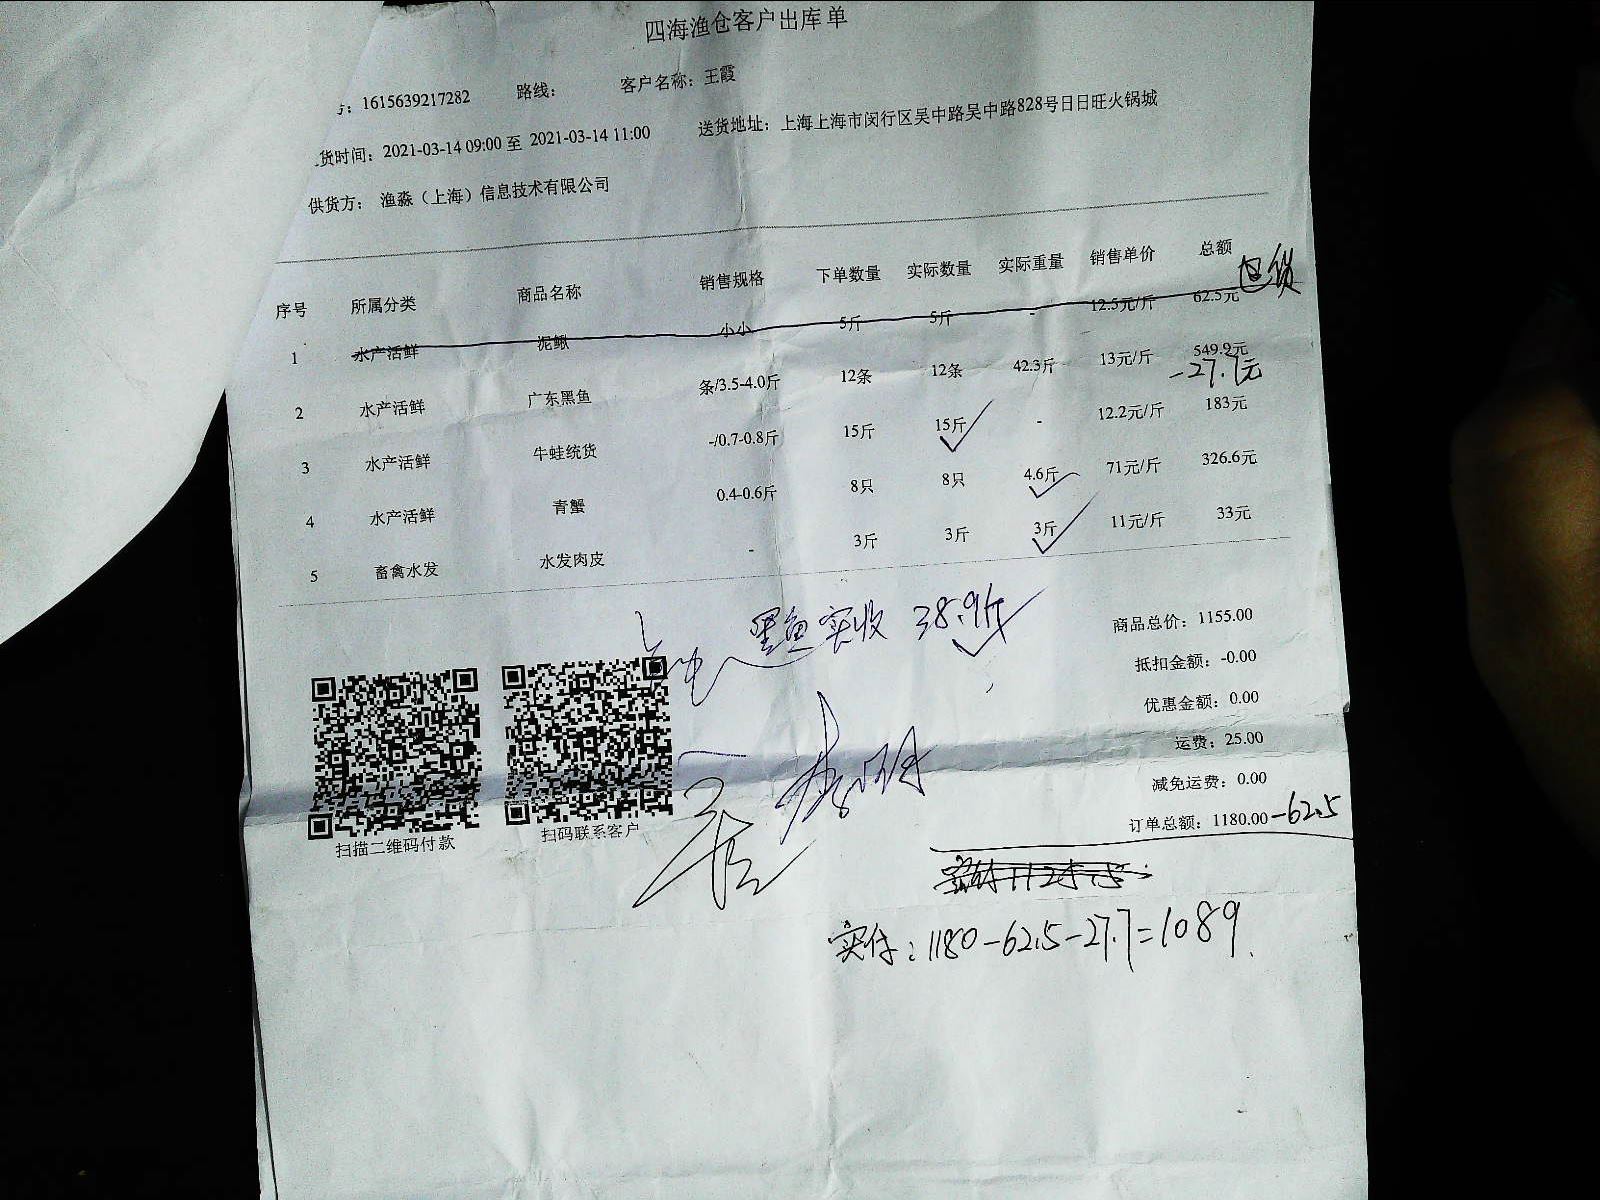 四海渔仓客户出库单
号：1615639217282 路线： 客户名称：王霞
货时间：2021-03-14 09:00 至 2021-03-14 11:00 送货地址：上海上海市闵行区吴中路吴中路828号日日旺火锅城
供货方： 渔淼（上海）信息技术有限公司
序号 所属分类 商品名称 销售规格 下单数量 实际数量 实际重量 销售单价 总额
1 水产活鲜 泥鳅 小小 5斤 5斤 - 12.5元/斤 62.5元 退货
2 水产活鲜 广东黑鱼 条/3.5-4.0斤 12条 12条 42.3斤 13元/斤 549.9元
-27.7元
3 水产活鲜 牛蛙统货 -/0.7-0.8斤 15斤 15斤 - 12.2元/斤 183元
4 水产活鲜 青蟹 0.4-0.6斤 8只 8只 4.6斤 71元/斤 326.6元
5 畜禽水发 水发肉皮 - 3斤 3斤 3斤 11元/斤 33元
黑鱼实收 38.9斤
商品总价：1155.00
抵扣金额：-0.00
优惠金额：0.00
运费：25.00
减免运费：0.00
订单总额：1180.00 -62.5
扫描二维码付款 扫码联系客户
实付：1180-62.5-27.7=1089